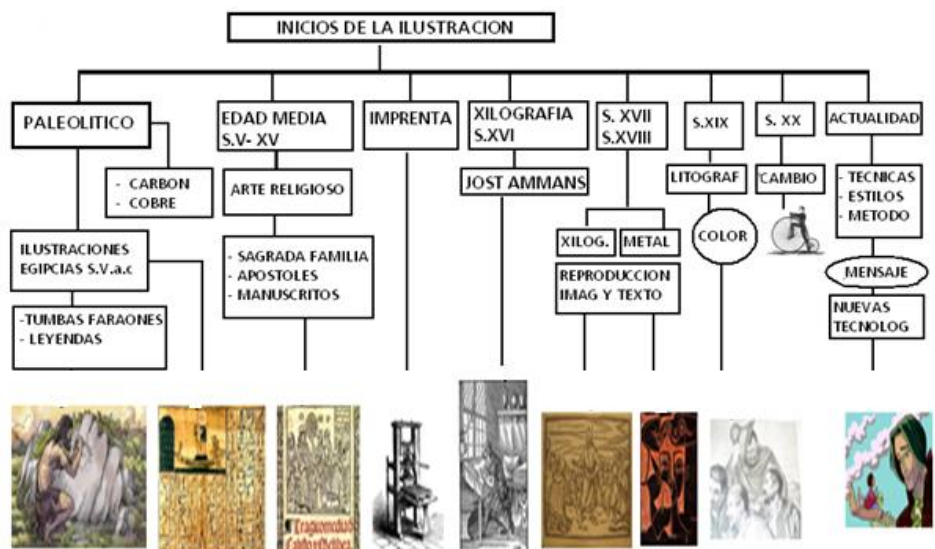 INICIOS DE LA ILUSTRACION
PALEOLITICO
- CARBON
- COBRE
ILUSTRACIONES
EGIPCIAS S.V.a.c
-TUMBAS FARAONES
- LEYENDAS
EDAD MEDIA
S.V- XV
ARTE RELIGIOSO
- SAGRADA FAMILIA
- APOSTOLES
- MANUSCRITOS
IMPRENTA
XILOGRAFIA
S.XVI
JOST AMMANS
S. XVII
S.XVIII
XILOG.
METAL
REPRODUCCION
IMAG Y TEXTO
S.XIX
LITOGRAF
COLOR
S. XX
CAMBIO
ACTUALIDAD
- TECNICAS
- ESTILOS
- METODO
MENSAJE
NUEVAS
TECNOLOG